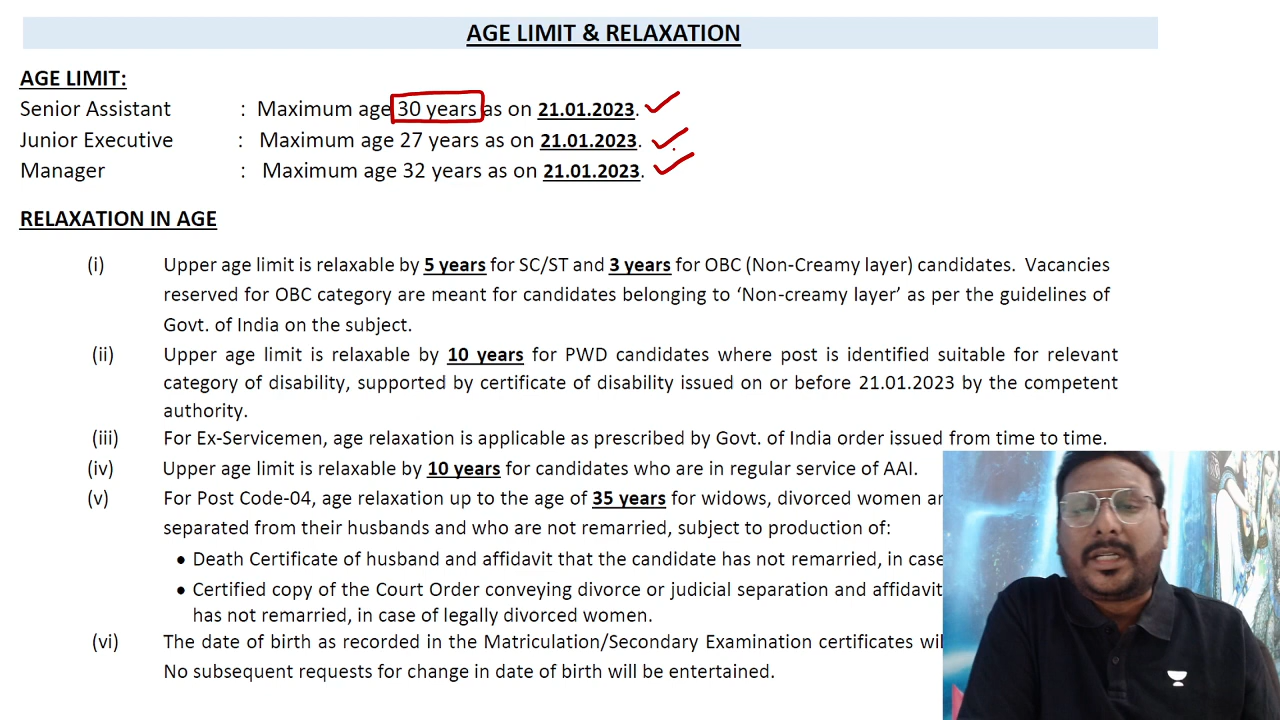 AGE LIMIT & RELAXATION
AGE LIMIT:
Senior Assistant : Maximum age 30 years as on 21.01.2023.
Junior Executive : Maximum age 27 years as on 21.01.2023.
Manager : Maximum age 32 years as on 21.01.2023.
RELAXATION IN AGE
(i) Upper age limit is relaxable by 5 years for SC/ST and 3 years for OBC (Non-Creamy layer) candidates. Vacancies
reserved for OBC category are meant for candidates belonging to ‘Non-creamy layer’ as per the guidelines of
Govt. of India on the subject.
(ii) Upper age limit is relaxable by 10 years for PWD candidates where post is identified suitable for relevant
category of disability, supported by certificate of disability issued on or before 21.01.2023 by the competent
authority.
(iii) For Ex-Servicemen, age relaxation is applicable as prescribed by Govt. of India order issued from time to time.
(iv) Upper age limit is relaxable by 10 years for candidates who are in regular service of AAI.
(v) For Post Code-04, age relaxation up to the age of 35 years for widows, divorced women
separated from their husbands and who are not remarried, subject to production of:
• Death Certificate of husband and affidavit that the candidate has not remarried, in case
• Certified copy of the Court Order conveying divorce or judicial separation and affidavit
has not remarried, in case of legally divorced women.
(vi) The date of birth as recorded in the Matriculation/Secondary Examination certificates
No subsequent requests for change in date of birth will be entertained.